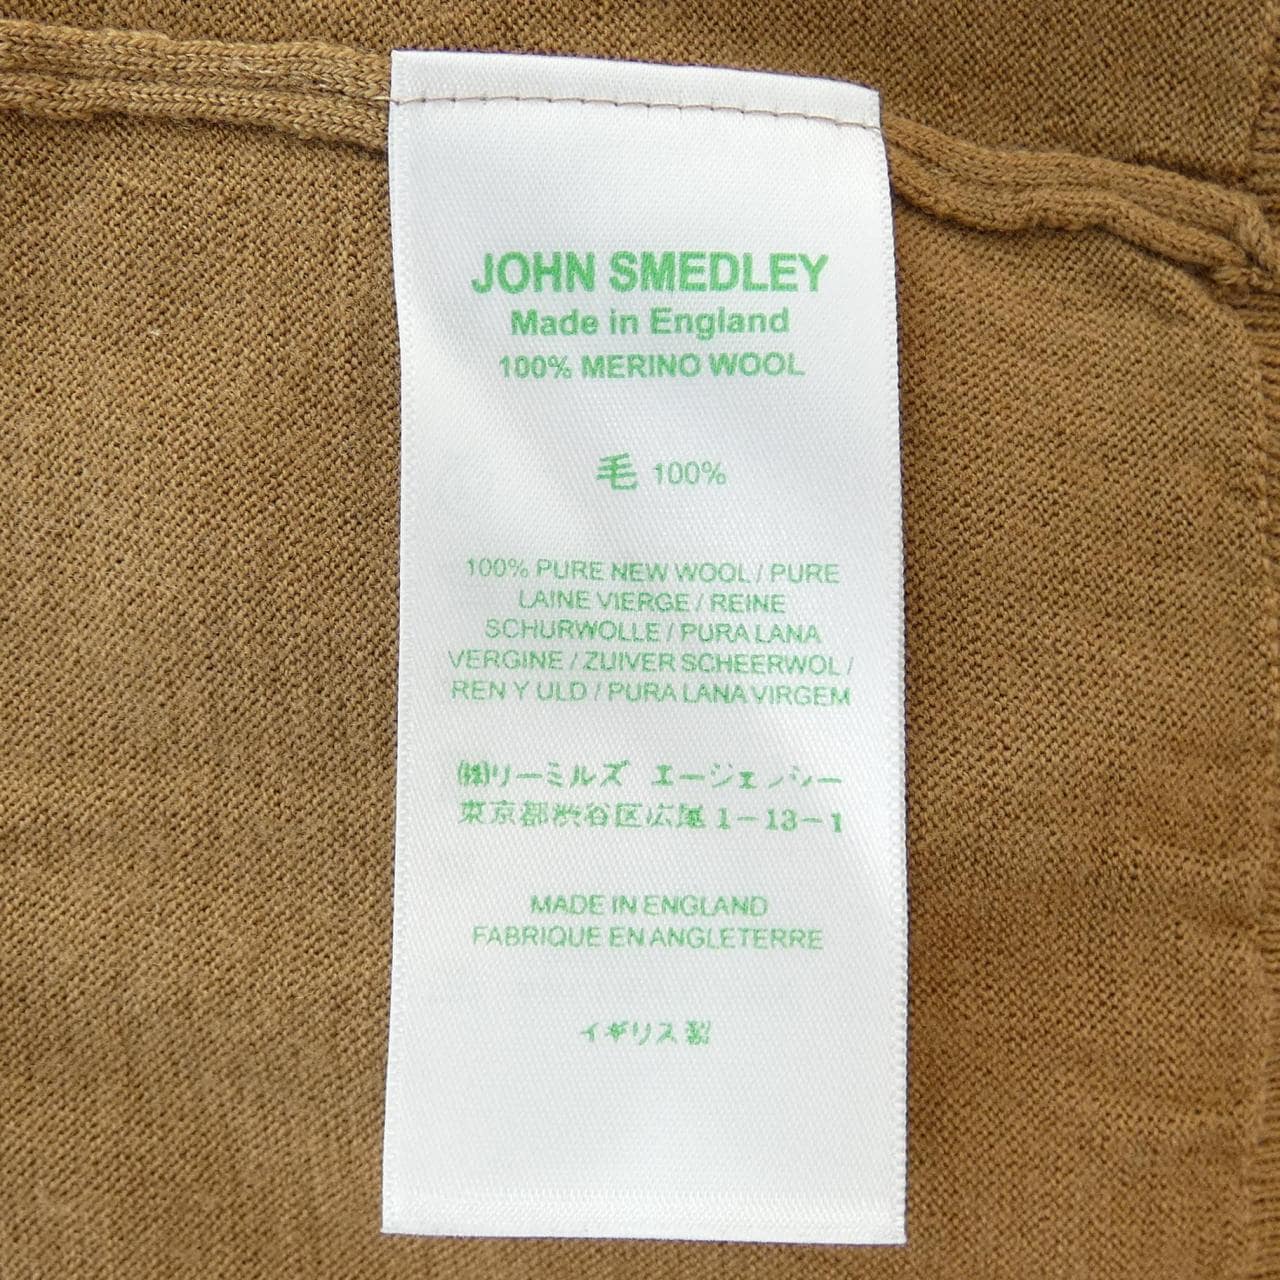 JOHN SMEDLEY
Made in England
100% MERINO WOOL
毛 100%
100% PURE NEW WOOL / PURE
LAINE VIERGE / REINE
SCHURWOLLE / PURA LANA
VERGINE / ZUIVER SCHEERWOL /
REN Y ULD / PURA LANA VIRGEM
㈱リーミルズ エージェンシー
東京都渋谷区広尾1-13-1
MADE IN ENGLAND
FABRIQUE EN ANGLETERRE
イギリス製